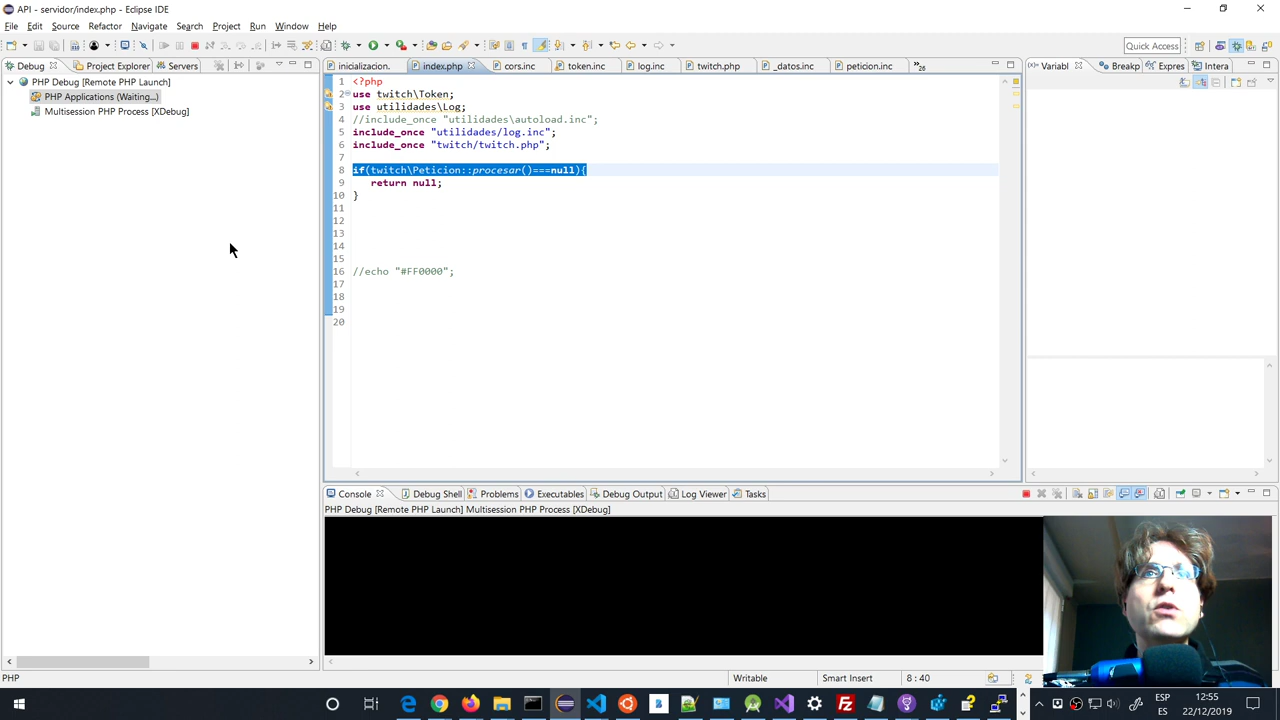 API - servidor/index.php - Eclipse IDE
File Edit Source Refactor Navigate Search Project Run Window Help
Quick Access
Debug Project Explorer Servers
inicializacion. index.php cors.inc token.inc log.inc twitch.php _datos.inc peticion.inc »26
Variabl Breakp Expres Intera
PHP Debug [Remote PHP Launch]
PHP Applications (Waiting...)
Multisession PHP Process [XDebug]
1 <?php
2 use twitch\Token;
3 use utilidades\Log;
4 //include_once "utilidades\autoload.inc";
5 include_once "utilidades/log.inc";
6 include_once "twitch/twitch.php";
7
8 if(twitch\Peticion::procesar()===null){
9 return null;
10 }
11
12
13
14
15
16 //echo "#FF0000";
17
18
19
20
Console Debug Shell Problems Executables Debug Output Log Viewer Tasks
PHP Debug [Remote PHP Launch] Multisession PHP Process [XDebug]
PHP Writable Smart Insert 8 : 40
ESP
ES
12:55
22/12/2019